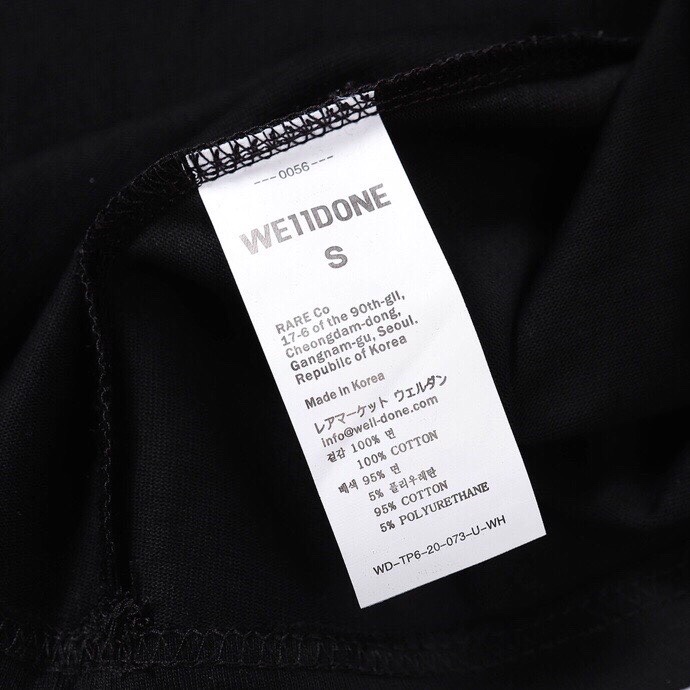 ---0056---
WE11DONE
S
RARE Co
17-6 of the 90th-gil,
Cheongdam-dong,
Gangnam-gu, Seoul.
Republic of Korea
Made in Korea
レアマーケット ウェルダン
info@well-done.com
겉감 100% 면
100% COTTON
배색 95% 면
5% 폴리우레탄
95% COTTON
5% POLYURETHANE
WD-TP6-20-073-U-WH